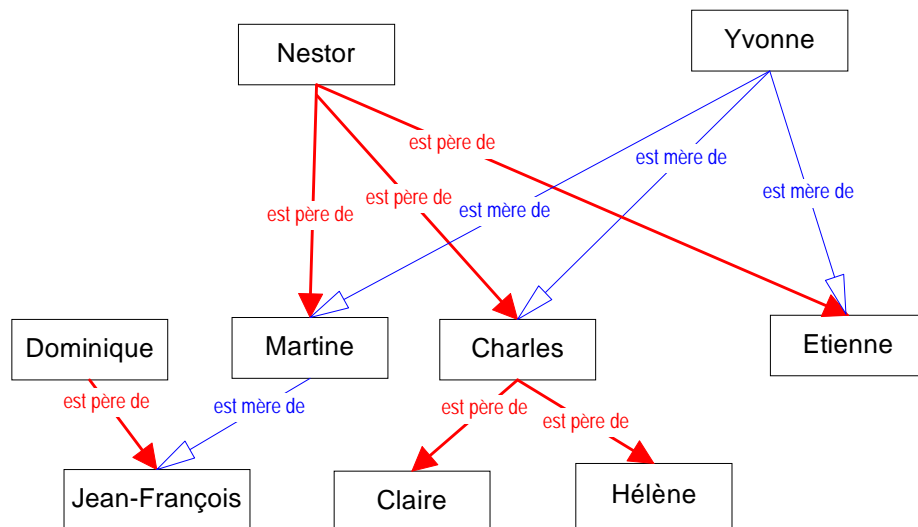 Nestor
Yvonne
est père de
est mère de
est père de
est mère de
est mère de
est père de
Dominique
Martine
Charles
Etienne
est père de
est mère de
est père de
est père de
Jean-François
Claire
Hélène